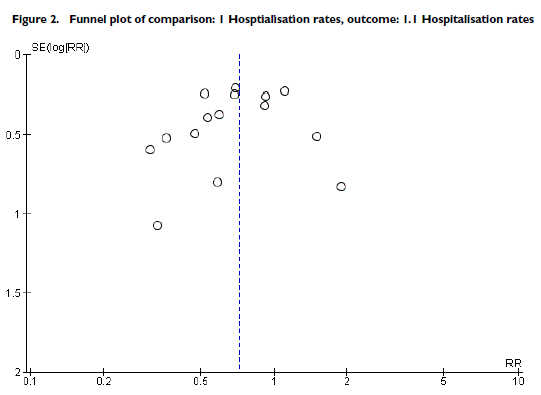 Figure 2. Funnel plot of comparison: 1 Hosptialisation rates, outcome: 1.1 Hospitalisation rates
SE(log[RR])
0
0.5
1
1.5
2
RR
0.1 0.2 0.5 1 2 5 10